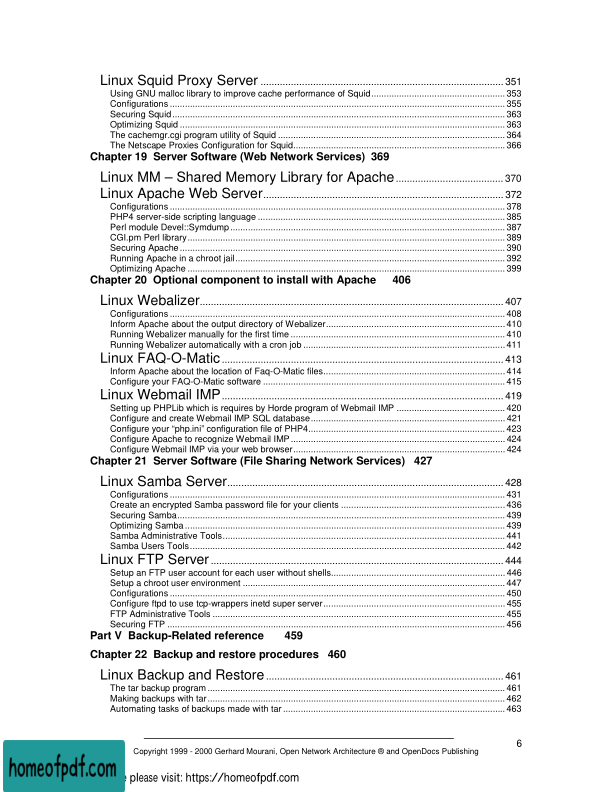 Linux Squid Proxy Server ........ 351
Using GNU malloc library to improve cache performance of Squid ........ 353
Configurations ........ 355
Securing Squid ........ 363
Optimizing Squid ........ 363
The cachemgr.cgi program utility of Squid ........ 364
The Netscape Proxies Configuration for Squid ........ 366
Chapter 19 Server Software (Web Network Services) 369
Linux MM – Shared Memory Library for Apache ........ 370
Linux Apache Web Server ........ 372
Configurations ........ 378
PHP4 server-side scripting language ........ 385
Perl module Devel::Symdump ........ 387
CGI.pm Perl library ........ 389
Securing Apache ........ 390
Running Apache in a chroot jail ........ 392
Optimizing Apache ........ 399
Chapter 20 Optional component to install with Apache 406
Linux Webalizer ........ 407
Configurations ........ 408
Inform Apache about the output directory of Webalizer ........ 410
Running Webalizer manually for the first time ........ 410
Running Webalizer automatically with a cron job ........ 411
Linux FAQ-O-Matic ........ 413
Inform Apache about the location of Faq-O-Matic files ........ 414
Configure your FAQ-O-Matic software ........ 415
Linux Webmail IMP ........ 419
Setting up PHPLib which is requires by Horde program of Webmail IMP ........ 420
Configure and create Webmail IMP SQL database ........ 421
Configure your “php.ini” configuration file of PHP4 ........ 423
Configure Apache to recognize Webmail IMP ........ 424
Configure Webmail IMP via your web browser ........ 424
Chapter 21 Server Software (File Sharing Network Services) 427
Linux Samba Server ........ 428
Configurations ........ 431
Create an encrypted Samba password file for your clients ........ 436
Securing Samba ........ 439
Optimizing Samba ........ 439
Samba Administrative Tools ........ 441
Samba Users Tools ........ 442
Linux FTP Server ........ 444
Setup an FTP user account for each user without shells ........ 446
Setup a chroot user environment ........ 447
Configurations ........ 450
Configure ftpd to use tcp-wrappers inetd super server ........ 455
FTP Administrative Tools ........ 455
Securing FTP ........ 456
Part V Backup-Related reference 459
Chapter 22 Backup and restore procedures 460
Linux Backup and Restore ........ 461
The tar backup program ........ 461
Making backups with tar ........ 462
Automating tasks of backups made with tar ........ 463
6
Copyright 1999 - 2000 Gerhard Mourani, Open Network Architecture ® and OpenDocs Publishing
homeofpdf.com
please visit: https://homeofpdf.com